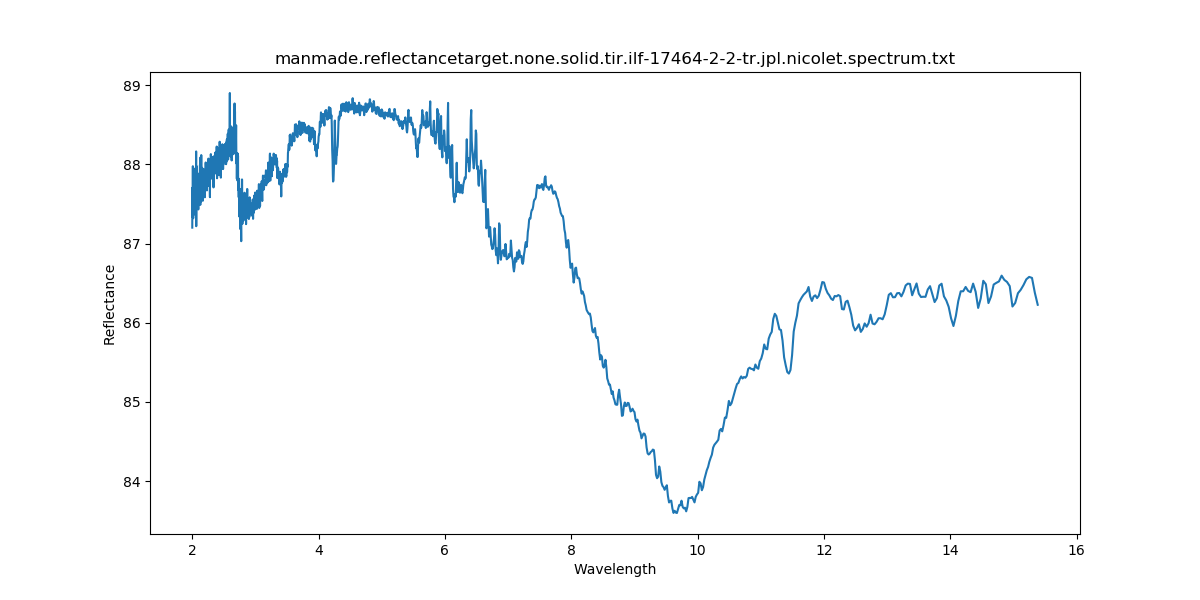 manmade.reflectancetarget.none.solid.tir.ilf-17464-2-2-tr.jpl.nicolet.spectrum.txt
89
88
87
86
85
84
Reflectance
2 4 6 8 10 12 14 16
Wavelength